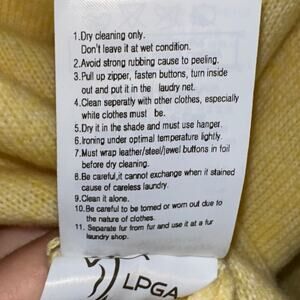 1.Dry cleaning only.
Don't leave it at wet condition.
2.Avoid strong rubbing cause to peeling.
3.Pull up zipper, fasten buttons, turn inside
out and put it in the laudry net.
4.Clean seperatly with other clothes, especially
white clothes must be.
5.Dry it in the shade and must use hanger.
6.Ironing under optimum temperature lightly.
7.Must wrap leather/steel/jewel buttons in foil
before dry cleaning.
8.Be careful,it cannot exchange when it stained
cause of careless laundry.
9.Clean it alone.
10.Be careful to be torned or worn out due to
the nature of clothes.
11. Separate fur from fur and use it at a fur
laundry shop.
LPGA